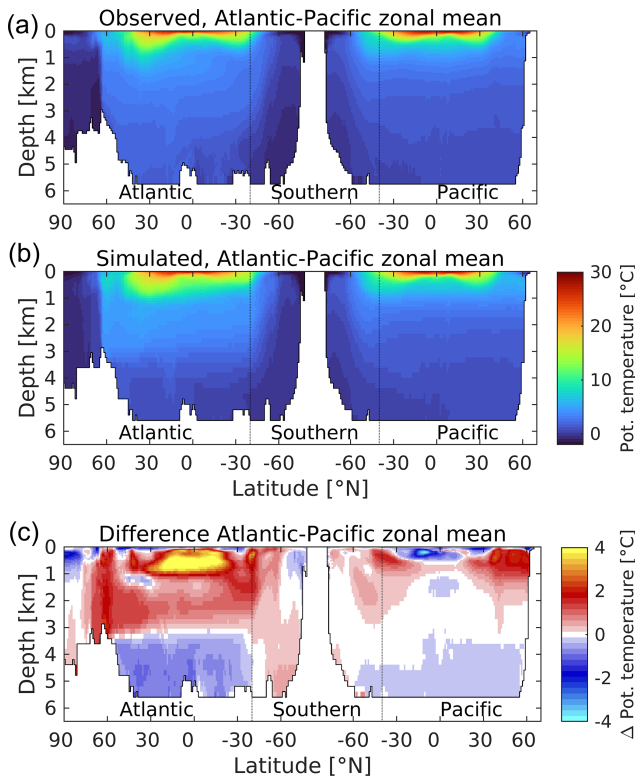 (a)
Observed, Atlantic-Pacific zonal mean
Depth [km]
0
1
2
3
4
5
6
Atlantic
Southern
Pacific
90 60 30 0 -30 -60 -60 -30 0 30 60
(b)
Simulated, Atlantic-Pacific zonal mean
Depth [km]
0
1
2
3
4
5
6
Atlantic
Southern
Pacific
90 60 30 0 -30 -60 -60 -30 0 30 60
Latitude [°N]
30
20
10
0
Pot. temperature [°C]
(c)
Difference Atlantic-Pacific zonal mean
Depth [km]
0
1
2
3
4
5
6
Atlantic
Southern
Pacific
90 60 30 0 -30 -60 -60 -30 0 30 60
Latitude [°N]
4
2
0
-2
-4
Δ Pot. temperature [°C]